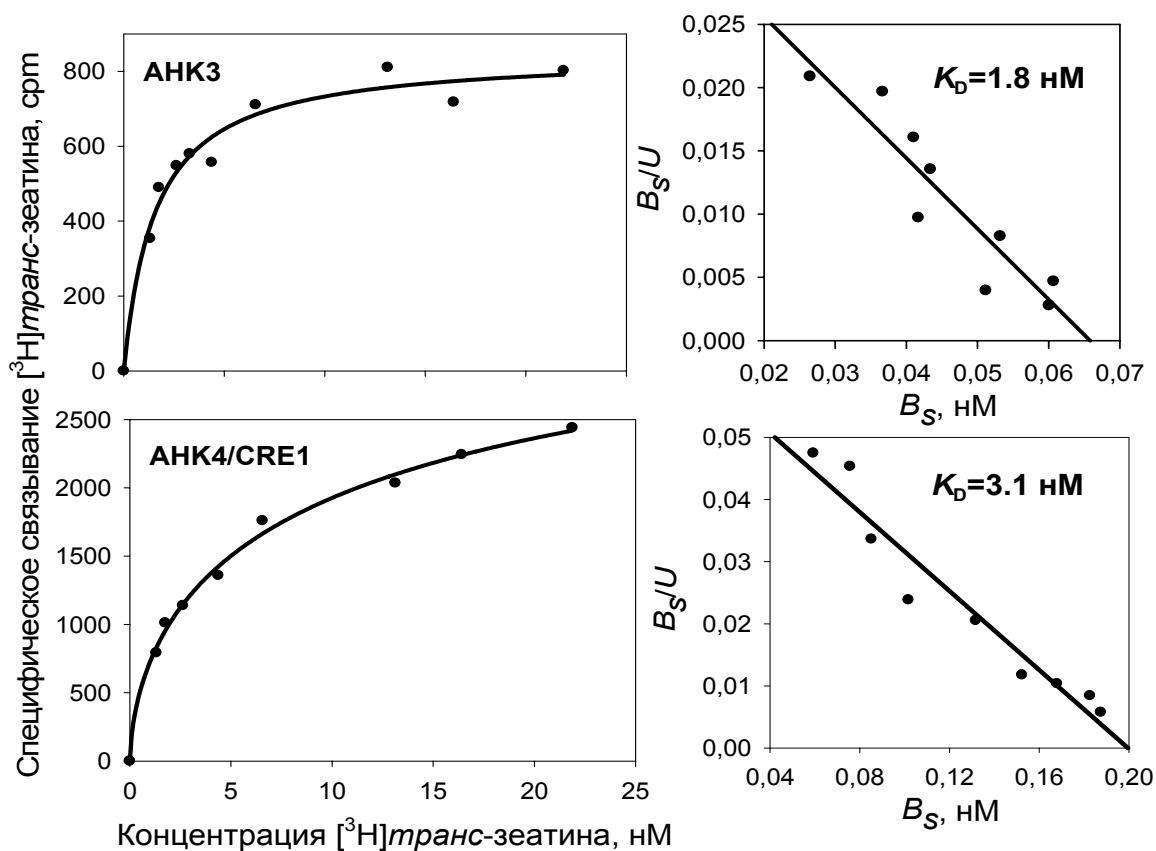 Специфическое связывание [³H]транс-зеатина, cpm
AHK3
800
600
400
200
0
0,025
0,020
0,015
0,010
0,005
0,000
B_S/U
K_D=1.8 нМ
0,02 0,03 0,04 0,05 0,06 0,07
B_S, нМ
AHK4/CRE1
2500
2000
1500
1000
500
0
0 5 10 15 20 25
Концентрация [³H]транс-зеатина, нМ
0,05
0,04
0,03
0,02
0,01
0,00
B_S/U
K_D=3.1 нМ
0,04 0,08 0,12 0,16 0,20
B_S, нМ